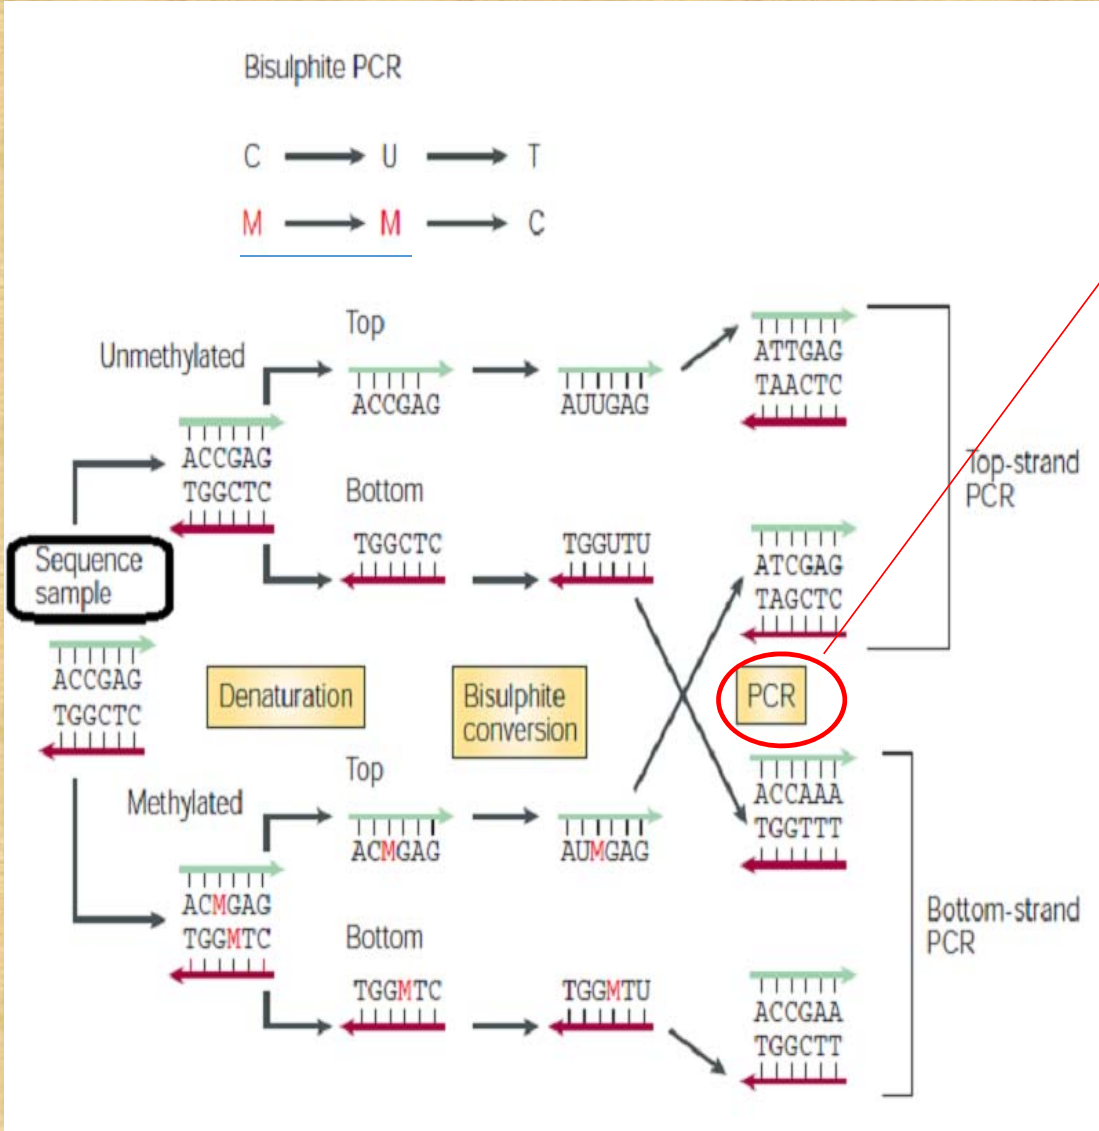 Bisulphite PCR
C U T
M M C
Top
Unmethylated
ACCGAG
AUUGAG
ATTGAG
TAACTC
ACCGAG
TGGCTC
Bottom
Top-strand
PCR
TGGCTC
TGGUTU
Sequence
sample
ATCGAG
TAGCTC
ACCGAG
TGGCTC
Denaturation
Bisulphite
conversion
PCR
Top
Methylated
ACMGAG
AUMGAG
ACCAAA
TGGTTT
ACMGAG
TGGMTC
Bottom
Bottom-strand
PCR
TGGMTC
TGGMTU
ACCGAA
TGGCTT